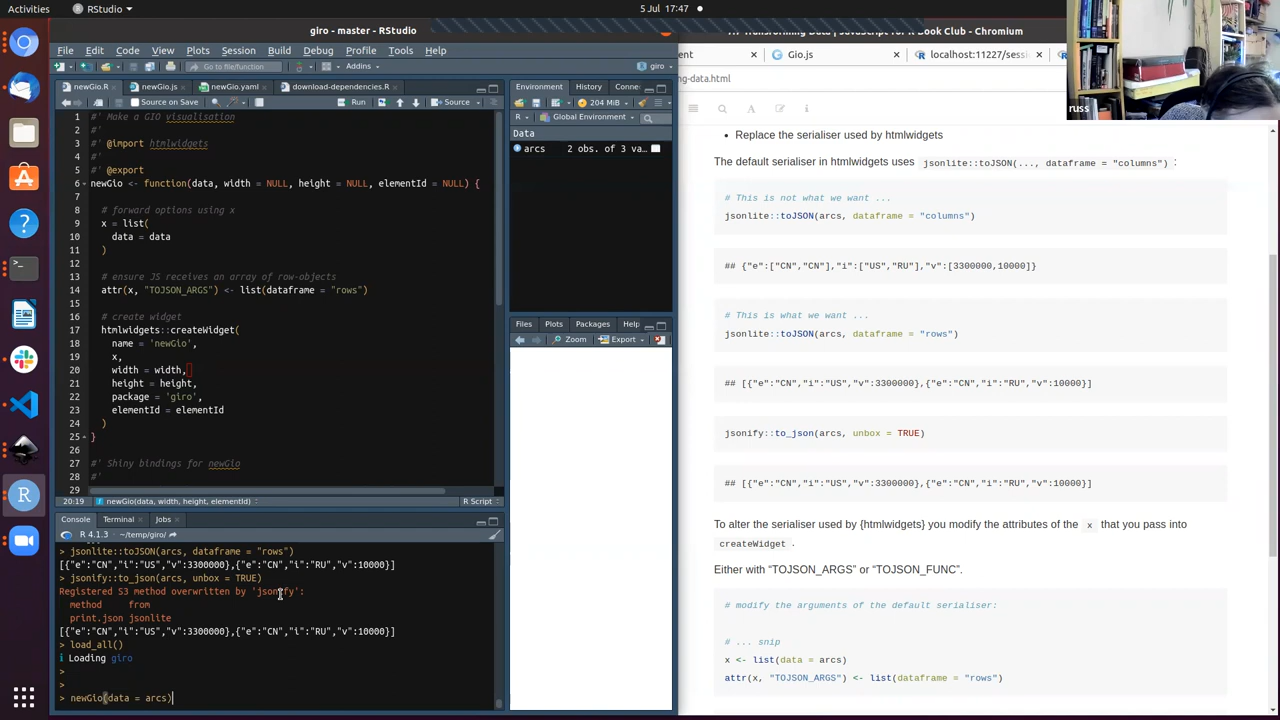 Activities
RStudio
5 Jul 17:47
giro - master - RStudio
File Edit Code View Plots Session Build Debug Profile Tools Help
Go to file/function
Addins
giro
newGio.R
newGio.js
newGio.yaml
download-dependencies.R
Source on Save
Run
Source
1 #' Make a GIO visualisation
2 #'
3 #' @import htmlwidgets
4 #'
5 #' @export
6 newGio <- function(data, width = NULL, height = NULL, elementId = NULL) {
7
8 # forward options using x
9 x = list(
10 data = data
11 )
12
13 # ensure JS receives an array of row-objects
14 attr(x, "TOJSON_ARGS") <- list(dataframe = "rows")
15
16 # create widget
17 htmlwidgets::createWidget(
18 name = 'newGio',
19 x,
20 width = width,
21 height = height,
22 package = 'giro',
23 elementId = elementId
24 )
25 }
26
27 #' Shiny bindings for newGio
28 #'
29
20:19 newGio(data, width, height, elementId)
R Script
Console Terminal Jobs
R 4.1.3 · ~/temp/giro/
> jsonlite::toJSON(arcs, dataframe = "rows")
[{"e":"CN","i":"US","v":3300000},{"e":"CN","i":"RU","v":10000}]
> jsonify::to_json(arcs, unbox = TRUE)
Registered S3 method overwritten by 'jsonify':
method from
print.json jsonlite
[{"e":"CN","i":"US","v":3300000},{"e":"CN","i":"RU","v":10000}]
> load_all()
i Loading giro
>
>
> newGio(data = arcs)
Environment History Conne
204 MiB
R Global Environment
Data
arcs 2 obs. of 3 va…
Files Plots Packages Help
Zoom Export
Data | JavaScript for R Book Club - Chromium
ent
Gio.js
localhost:11227/sessi
ng-data.html
russ
Replace the serialiser used by htmlwidgets
The default serialiser in htmlwidgets uses jsonlite::toJSON(..., dataframe = "columns") :
# This is not what we want ...
jsonlite::toJSON(arcs, dataframe = "columns")
## {"e":["CN","CN"],"i":["US","RU"],"v":[3300000,10000]}
# This is what we want ...
jsonlite::toJSON(arcs, dataframe = "rows")
## [{"e":"CN","i":"US","v":3300000},{"e":"CN","i":"RU","v":10000}]
jsonify::to_json(arcs, unbox = TRUE)
## [{"e":"CN","i":"US","v":3300000},{"e":"CN","i":"RU","v":10000}]
To alter the serialiser used by {htmlwidgets} you modify the attributes of the x that you pass into
createWidget .
Either with “TOJSON_ARGS” or “TOJSON_FUNC”.
# modify the arguments of the default serialiser:
# ... snip
x <- list(data = arcs)
attr(x, "TOJSON_ARGS") <- list(dataframe = "rows")